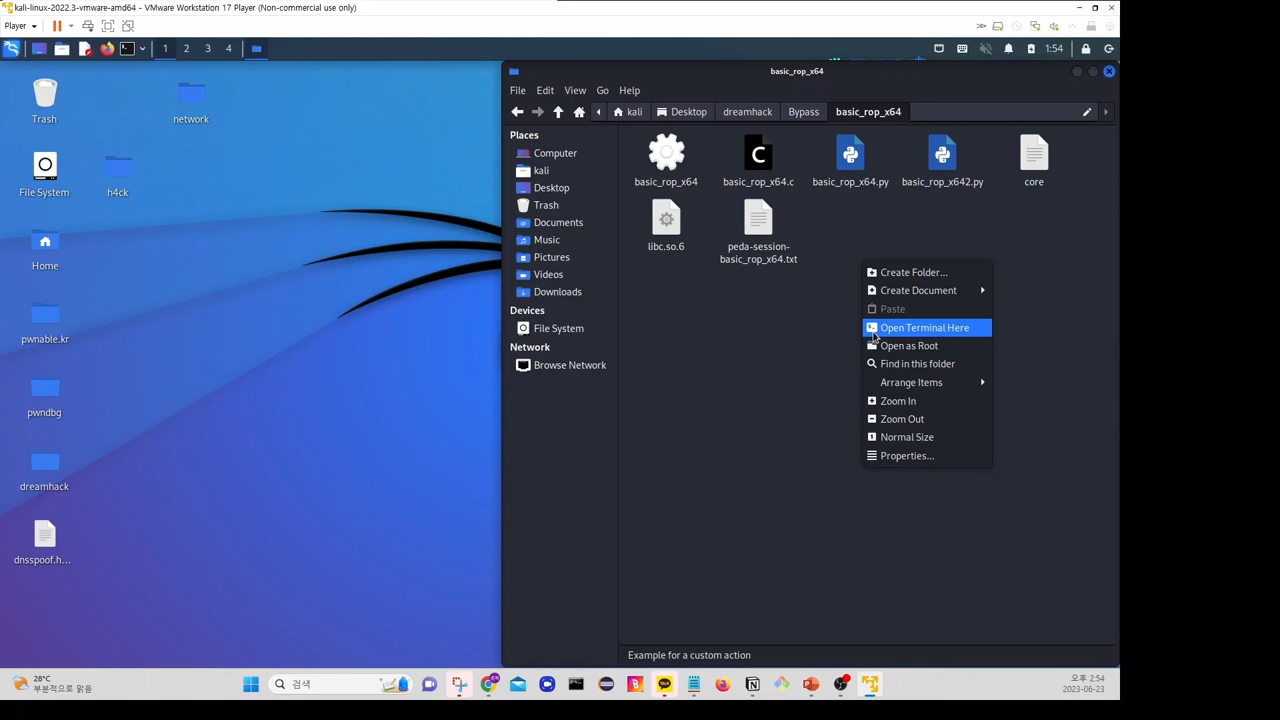 kali-linux-2022.3-vmware-amd64 - VMware Workstation 17 Player (Non-commercial use only)
Player
1 2 3 4
1:54
Trash
network
File System
h4ck
Home
pwnable.kr
pwndbg
dreamhack
dnsspoof.h...
basic_rop_x64
File Edit View Go Help
kali Desktop dreamhack Bypass basic_rop_x64
Places
Computer
kali
Desktop
Trash
Documents
Music
Pictures
Videos
Downloads
Devices
File System
Network
Browse Network
basic_rop_x64
C
basic_rop_x64.c
basic_rop_x64.py
basic_rop_x642.py
core
libc.so.6
peda-session-
basic_rop_x64.txt
Create Folder...
Create Document
Paste
Open Terminal Here
Open as Root
Find in this folder
Arrange Items
Zoom In
Zoom Out
Normal Size
Properties...
Example for a custom action
28°C
부분적으로 맑음
검색
TALK
오후 2:54
2023-06-23